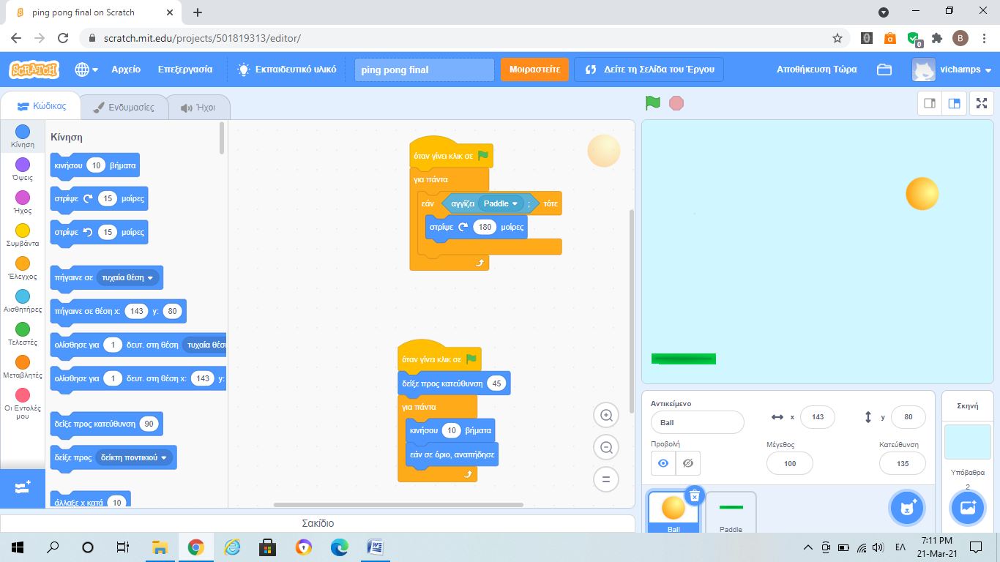 ping pong final on Scratch
scratch.mit.edu/projects/501819313/editor/
B
0
SCRATCH
Αρχείο
Επεξεργασία
Εκπαιδευτικό υλικό
ping pong final
Μοιραστείτε
Δείτε τη Σελίδα του Έργου
Αποθήκευση Τώρα
vichamps
Κώδικας
Ενδυμασίες
Ήχοι
Κίνηση
Όψεις
Ήχος
Συμβάντα
Έλεγχος
Αισθητήρες
Τελεστές
Μεταβλητές
Οι Εντολές
μου
Κίνηση
κινήσου 10 βήματα
στρίψε 15 μοίρες
στρίψε 15 μοίρες
πήγαινε σε τυχαία θέση
πήγαινε σε θέση x: 143 y: 80
ολίσθησε για 1 δευτ. στη θέση τυχαία θέσ
ολίσθησε για 1 δευτ. στη θέση x: 143 y:
δείξε προς κατεύθυνση 90
δείξε προς δείκτη ποντικιού
άλλαξε x κατά 10
όταν γίνει κλικ σε
για πάντα
εάν αγγίζει Paddle ; τότε
στρίψε 180 μοίρες
όταν γίνει κλικ σε
δείξε προς κατεύθυνση 45
για πάντα
κινήσου 10 βήματα
εάν σε όριο, αναπήδησε
Σακίδιο
Αντικείμενο
Ball
x 143
y 80
Προβολή
Μέγεθος
100
Κατεύθυνση
135
Ball
Paddle
Σκηνή
Υπόβαθρα
2
ΕΛ
7:11 PM
21-Mar-21